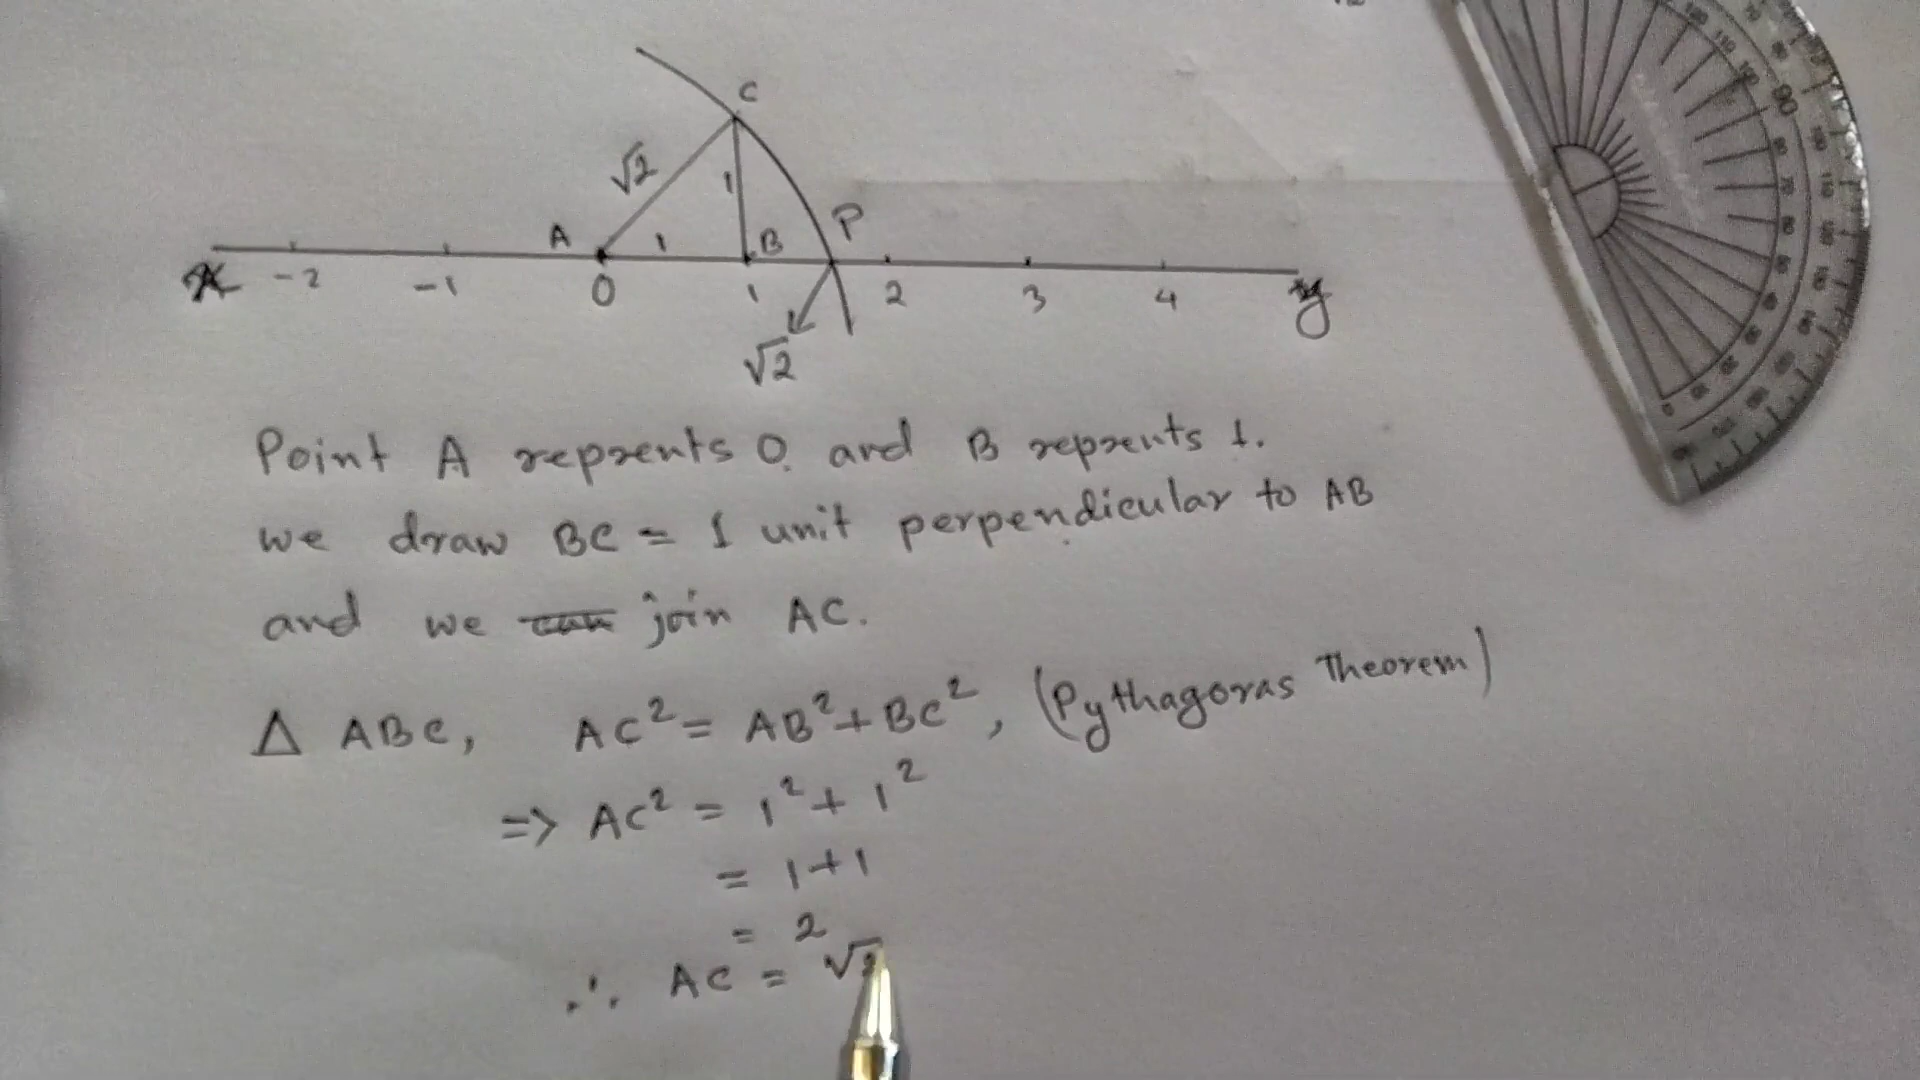 C
√2
1
A
1
B
P
x
-2
-1
0
1
2
3
4
y
√2
Point A reprents 0. and B reprents 1.
we draw BC = 1 unit perpendicular to AB
and we join AC.
Δ ABC, AC² = AB² + BC², (Pythagoras Theorem)
=> AC² = 1² + 1²
= 1+1
= 2
∴ AC = √2